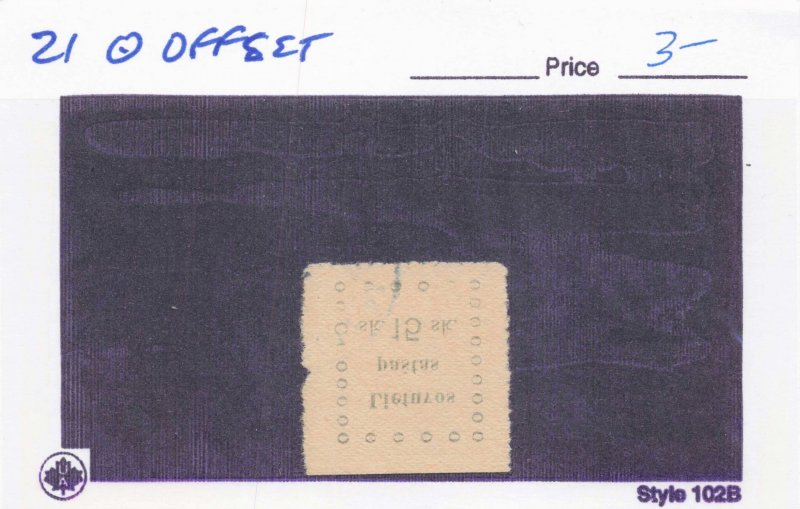 21 ⊙ OFFSET
Price 3-
15 sk. 15 sk.
pastas
Lietuvos
Style 102B